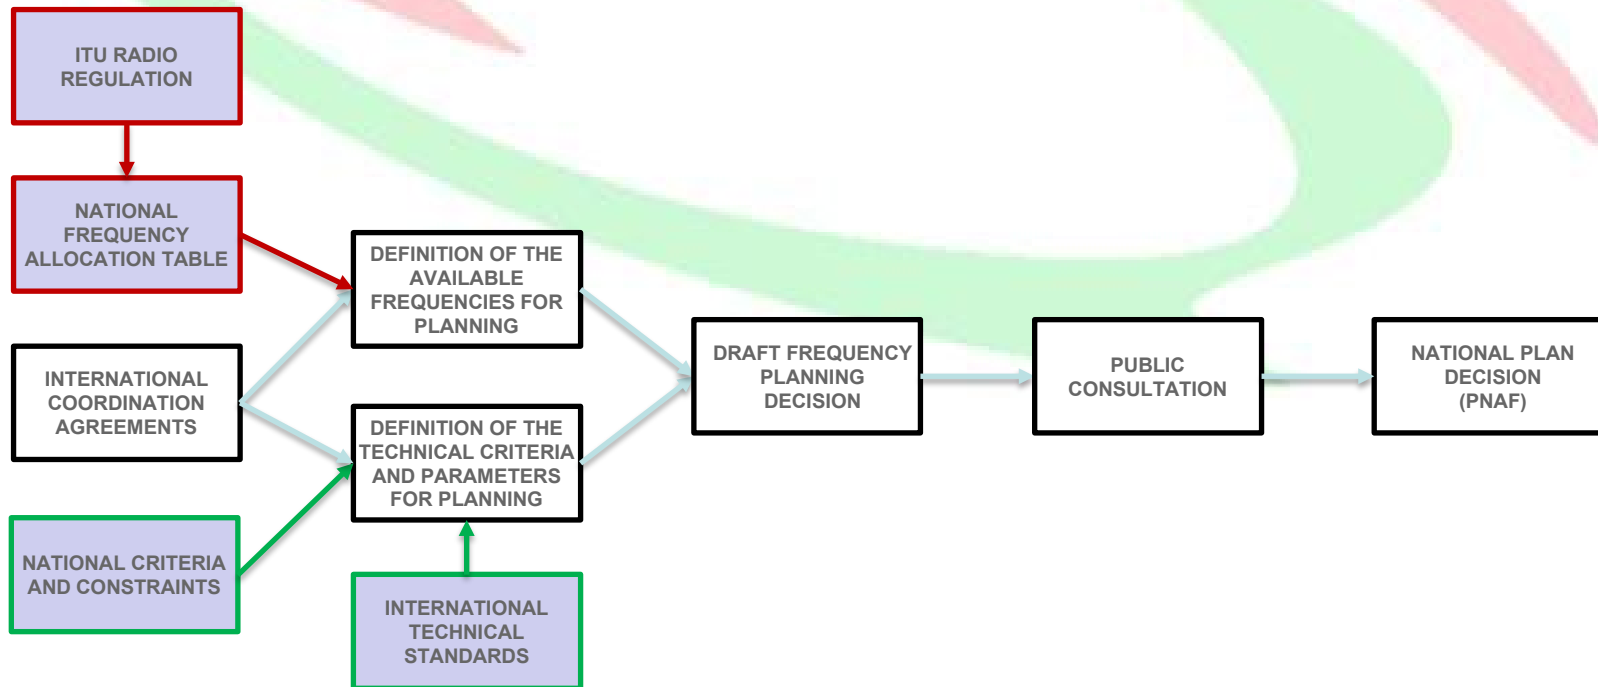 ITU RADIO
REGULATION
NATIONAL
FREQUENCY
ALLOCATION TABLE
INTERNATIONAL
COORDINATION
AGREEMENTS
NATIONAL CRITERIA
AND CONSTRAINTS
DEFINITION OF THE
AVAILABLE
FREQUENCIES FOR
PLANNING
DEFINITION OF THE
TECHNICAL CRITERIA
AND PARAMETERS
FOR PLANNING
INTERNATIONAL
TECHNICAL
STANDARDS
DRAFT FREQUENCY
PLANNING
DECISION
PUBLIC
CONSULTATION
NATIONAL PLAN
DECISION
(PNAF)